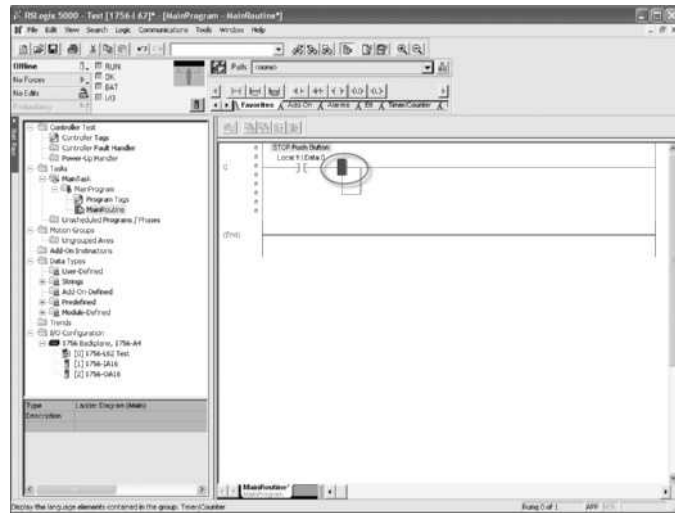 RSLogix 5000 - Test [1756-L62]* - [MainProgram - MainRoutine*]
File Edit View Search Logic Communications Tools Window Help
Offline
RUN
No Forces
OK
No Edits
BAT
I/O
Redundancy
Path: <none>
Favorites Add-On Alarms Bit Timer/Counter
Controller Test
Controller Tags
Controller Fault Handler
Power-Up Handler
Tasks
MainTask
MainProgram
Program Tags
MainRoutine
Unscheduled Programs / Phases
Motion Groups
Ungrouped Axes
Add-On Instructions
Data Types
User-Defined
Strings
Add-On-Defined
Predefined
Module-Defined
Trends
I/O Configuration
1756 Backplane, 1756-A4
[0] 1756-L62 Test
[1] 1756-IA16
[2] 1756-OA16
STOP Push Button
Local:1:I.Data.0
0
e
e
e
e
e
e
e
e
(End)
Type Ladder Diagram (Main)
Description
MainRoutine*
MainProgram
Display the language elements contained in the group. Timer/Counter
Rung 0 of 1
APP